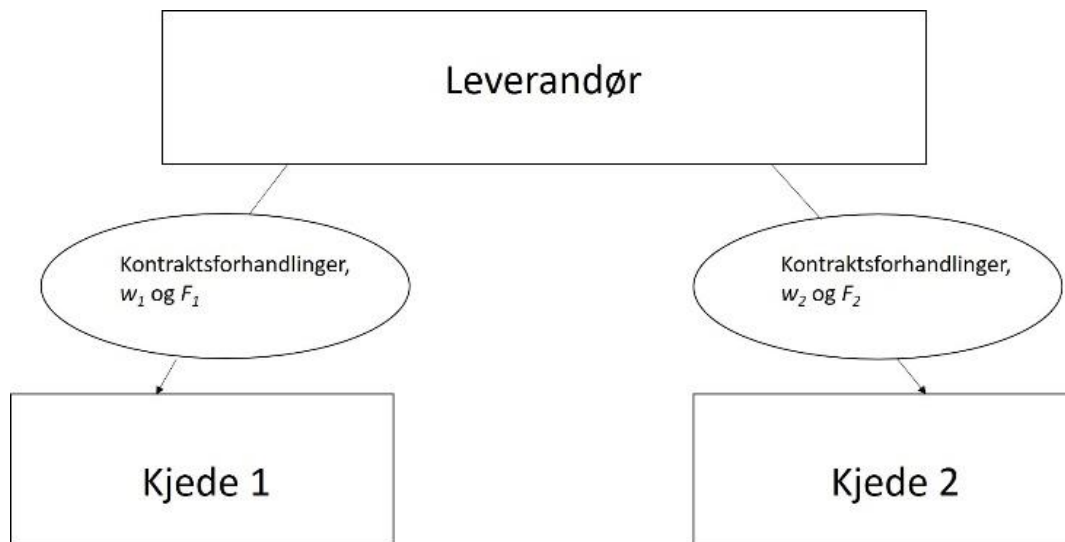 Leverandør
Kontraktsforhandlinger,
w₁ og F₁
Kontraktsforhandlinger,
w₂ og F₂
Kjede 1
Kjede 2